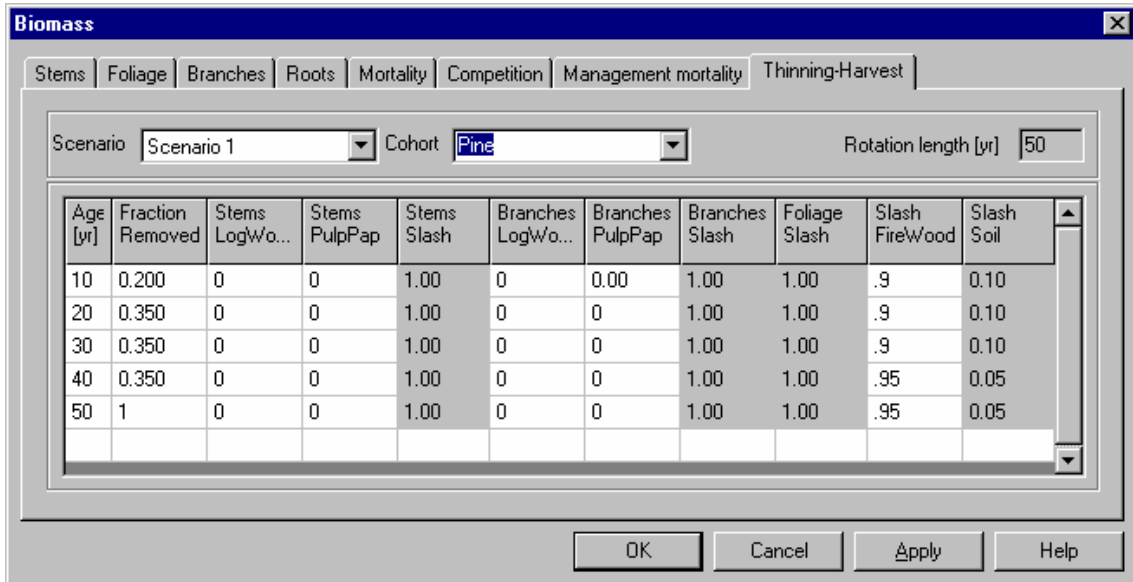 Biomass
Stems Foliage Branches Roots Mortality Competition Management mortality Thinning-Harvest
Scenario Scenario 1 Cohort Pine Rotation length [yr] 50
Age Fraction Stems Stems Stems Branches Branches Branches Foliage Slash Slash
[yr] Removed LogWo... PulpPap Slash LogWo... PulpPap Slash Slash FireWood Soil
10 0.200 0 0 1.00 0 0.00 1.00 1.00 .9 0.10
20 0.350 0 0 1.00 0 0 1.00 1.00 .9 0.10
30 0.350 0 0 1.00 0 0 1.00 1.00 .9 0.10
40 0.350 0 0 1.00 0 0 1.00 1.00 .95 0.05
50 1 0 0 1.00 0 0 1.00 1.00 .95 0.05
OK Cancel Apply Help